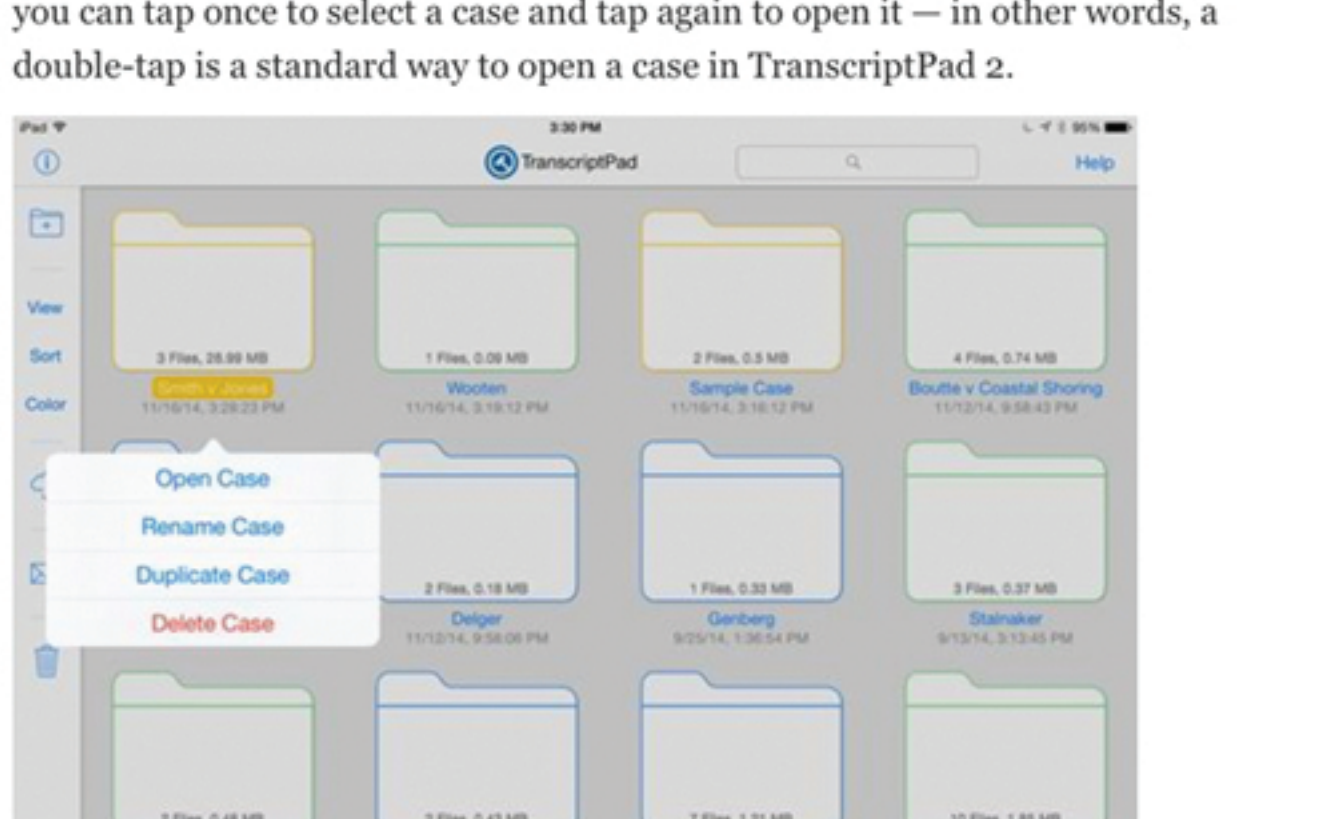 you can tap once to select a case and tap again to open it — in other words, a
double-tap is a standard way to open a case in TranscriptPad 2.
iPad 3:30 PM 95%
TranscriptPad Help
View
Sort
Color
3 Files, 28.99 MB 1 Files, 0.09 MB 2 Files, 0.5 MB 4 Files, 0.74 MB
Smith v Jones Wooten Sample Case Boutte v Coastal Shoring
11/16/14, 3:28:23 PM 11/16/14, 3:19:12 PM 11/16/14, 3:16:12 PM 11/12/14, 9:58:43 PM
Open Case
Rename Case
Duplicate Case
Delete Case
2 Files, 0.18 MB 1 Files, 0.33 MB 3 Files, 0.37 MB
Delger Genberg Stalnaker
11/12/14, 9:58:06 PM 9/25/14, 1:36:54 PM 9/13/14, 3:13:45 PM